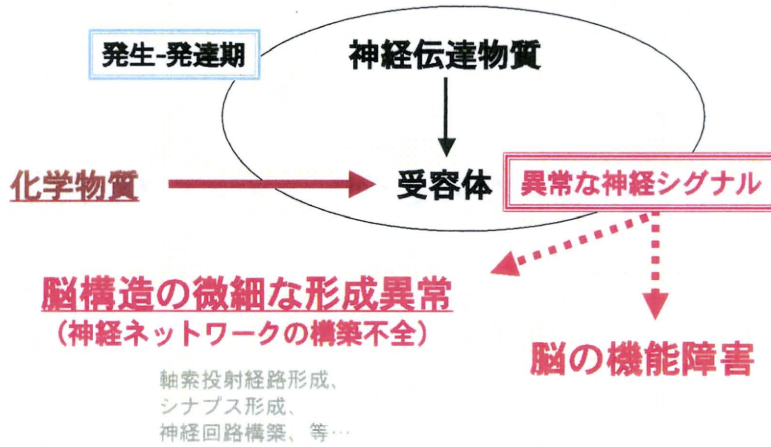 発生-発達期
神経伝達物質
化学物質
受容体
異常な神経シグナル
脳構造の微細な形成異常
（神経ネットワークの構築不全）
脳の機能障害
軸索投射経路形成、
シナプス形成、
神経回路構築、等…